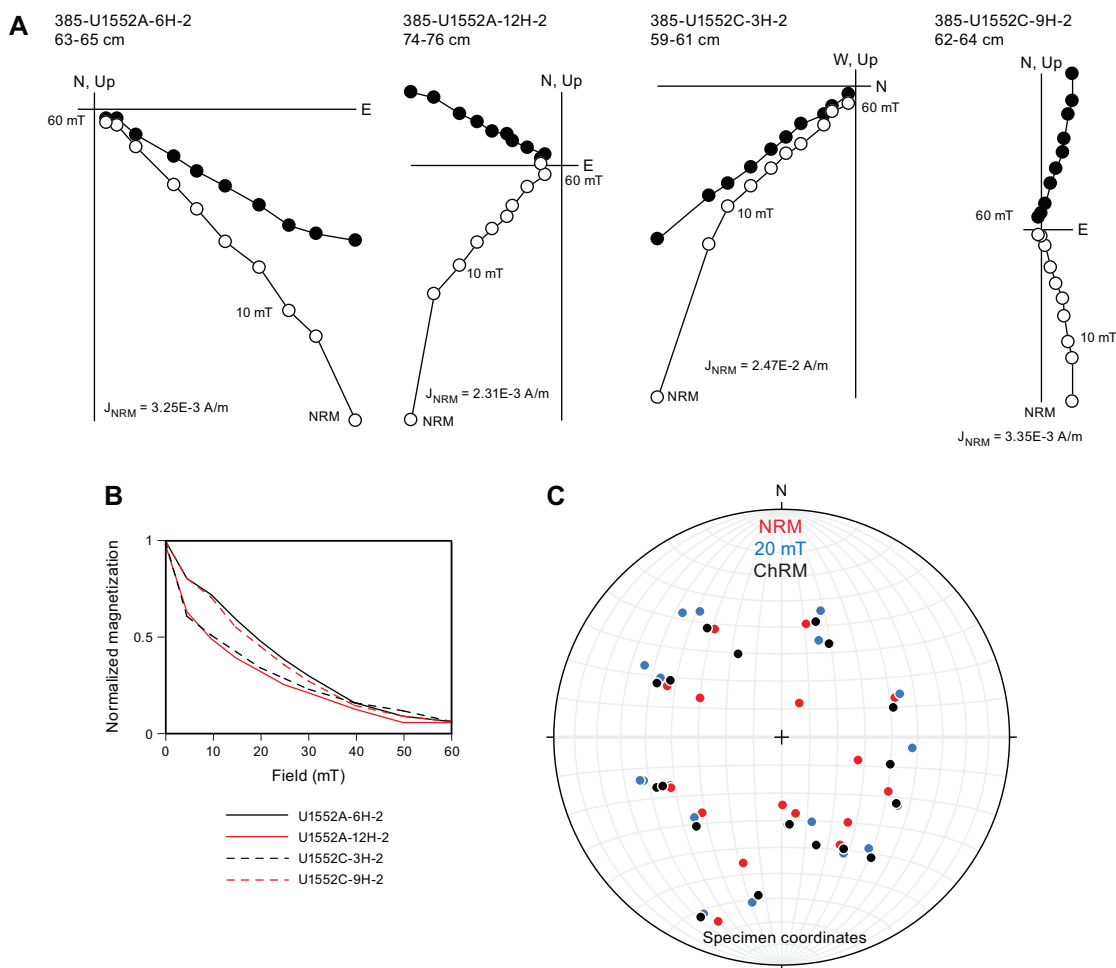 A
385-U1552A-6H-2
63-65 cm
N, Up
E
60 mT
10 mT
NRM
JNRM = 3.25E-3 A/m
385-U1552A-12H-2
74-76 cm
N, Up
E
60 mT
10 mT
NRM
JNRM = 2.31E-3 A/m
385-U1552C-3H-2
59-61 cm
W, Up
N
60 mT
10 mT
NRM
JNRM = 2.47E-2 A/m
385-U1552C-9H-2
62-64 cm
N, Up
60 mT
E
10 mT
NRM
JNRM = 3.35E-3 A/m
B
Normalized magnetization
1
0.5
0
0 10 20 30 40 50 60
Field (mT)
U1552A-6H-2
U1552A-12H-2
U1552C-3H-2
U1552C-9H-2
C
N
NRM
20 mT
ChRM
Specimen coordinates